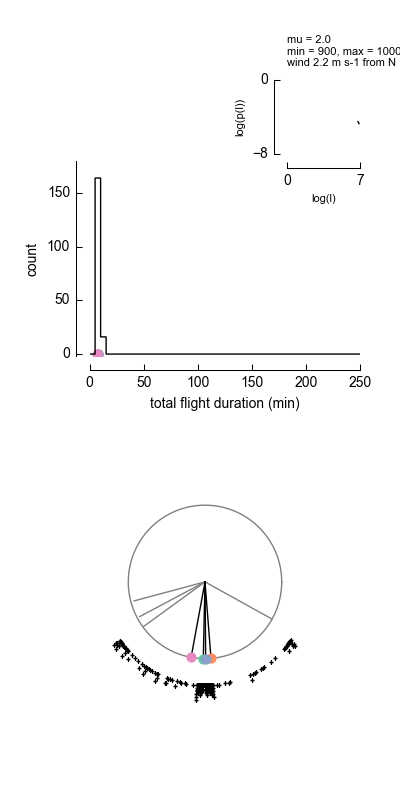 mu = 2.0
min = 900, max = 1000
wind 2.2 m s-1 from N
0
log(p(l))
−8
0
7
log(l)
150
count
100
50
0
0
50
100
150
200
250
total flight duration (min)